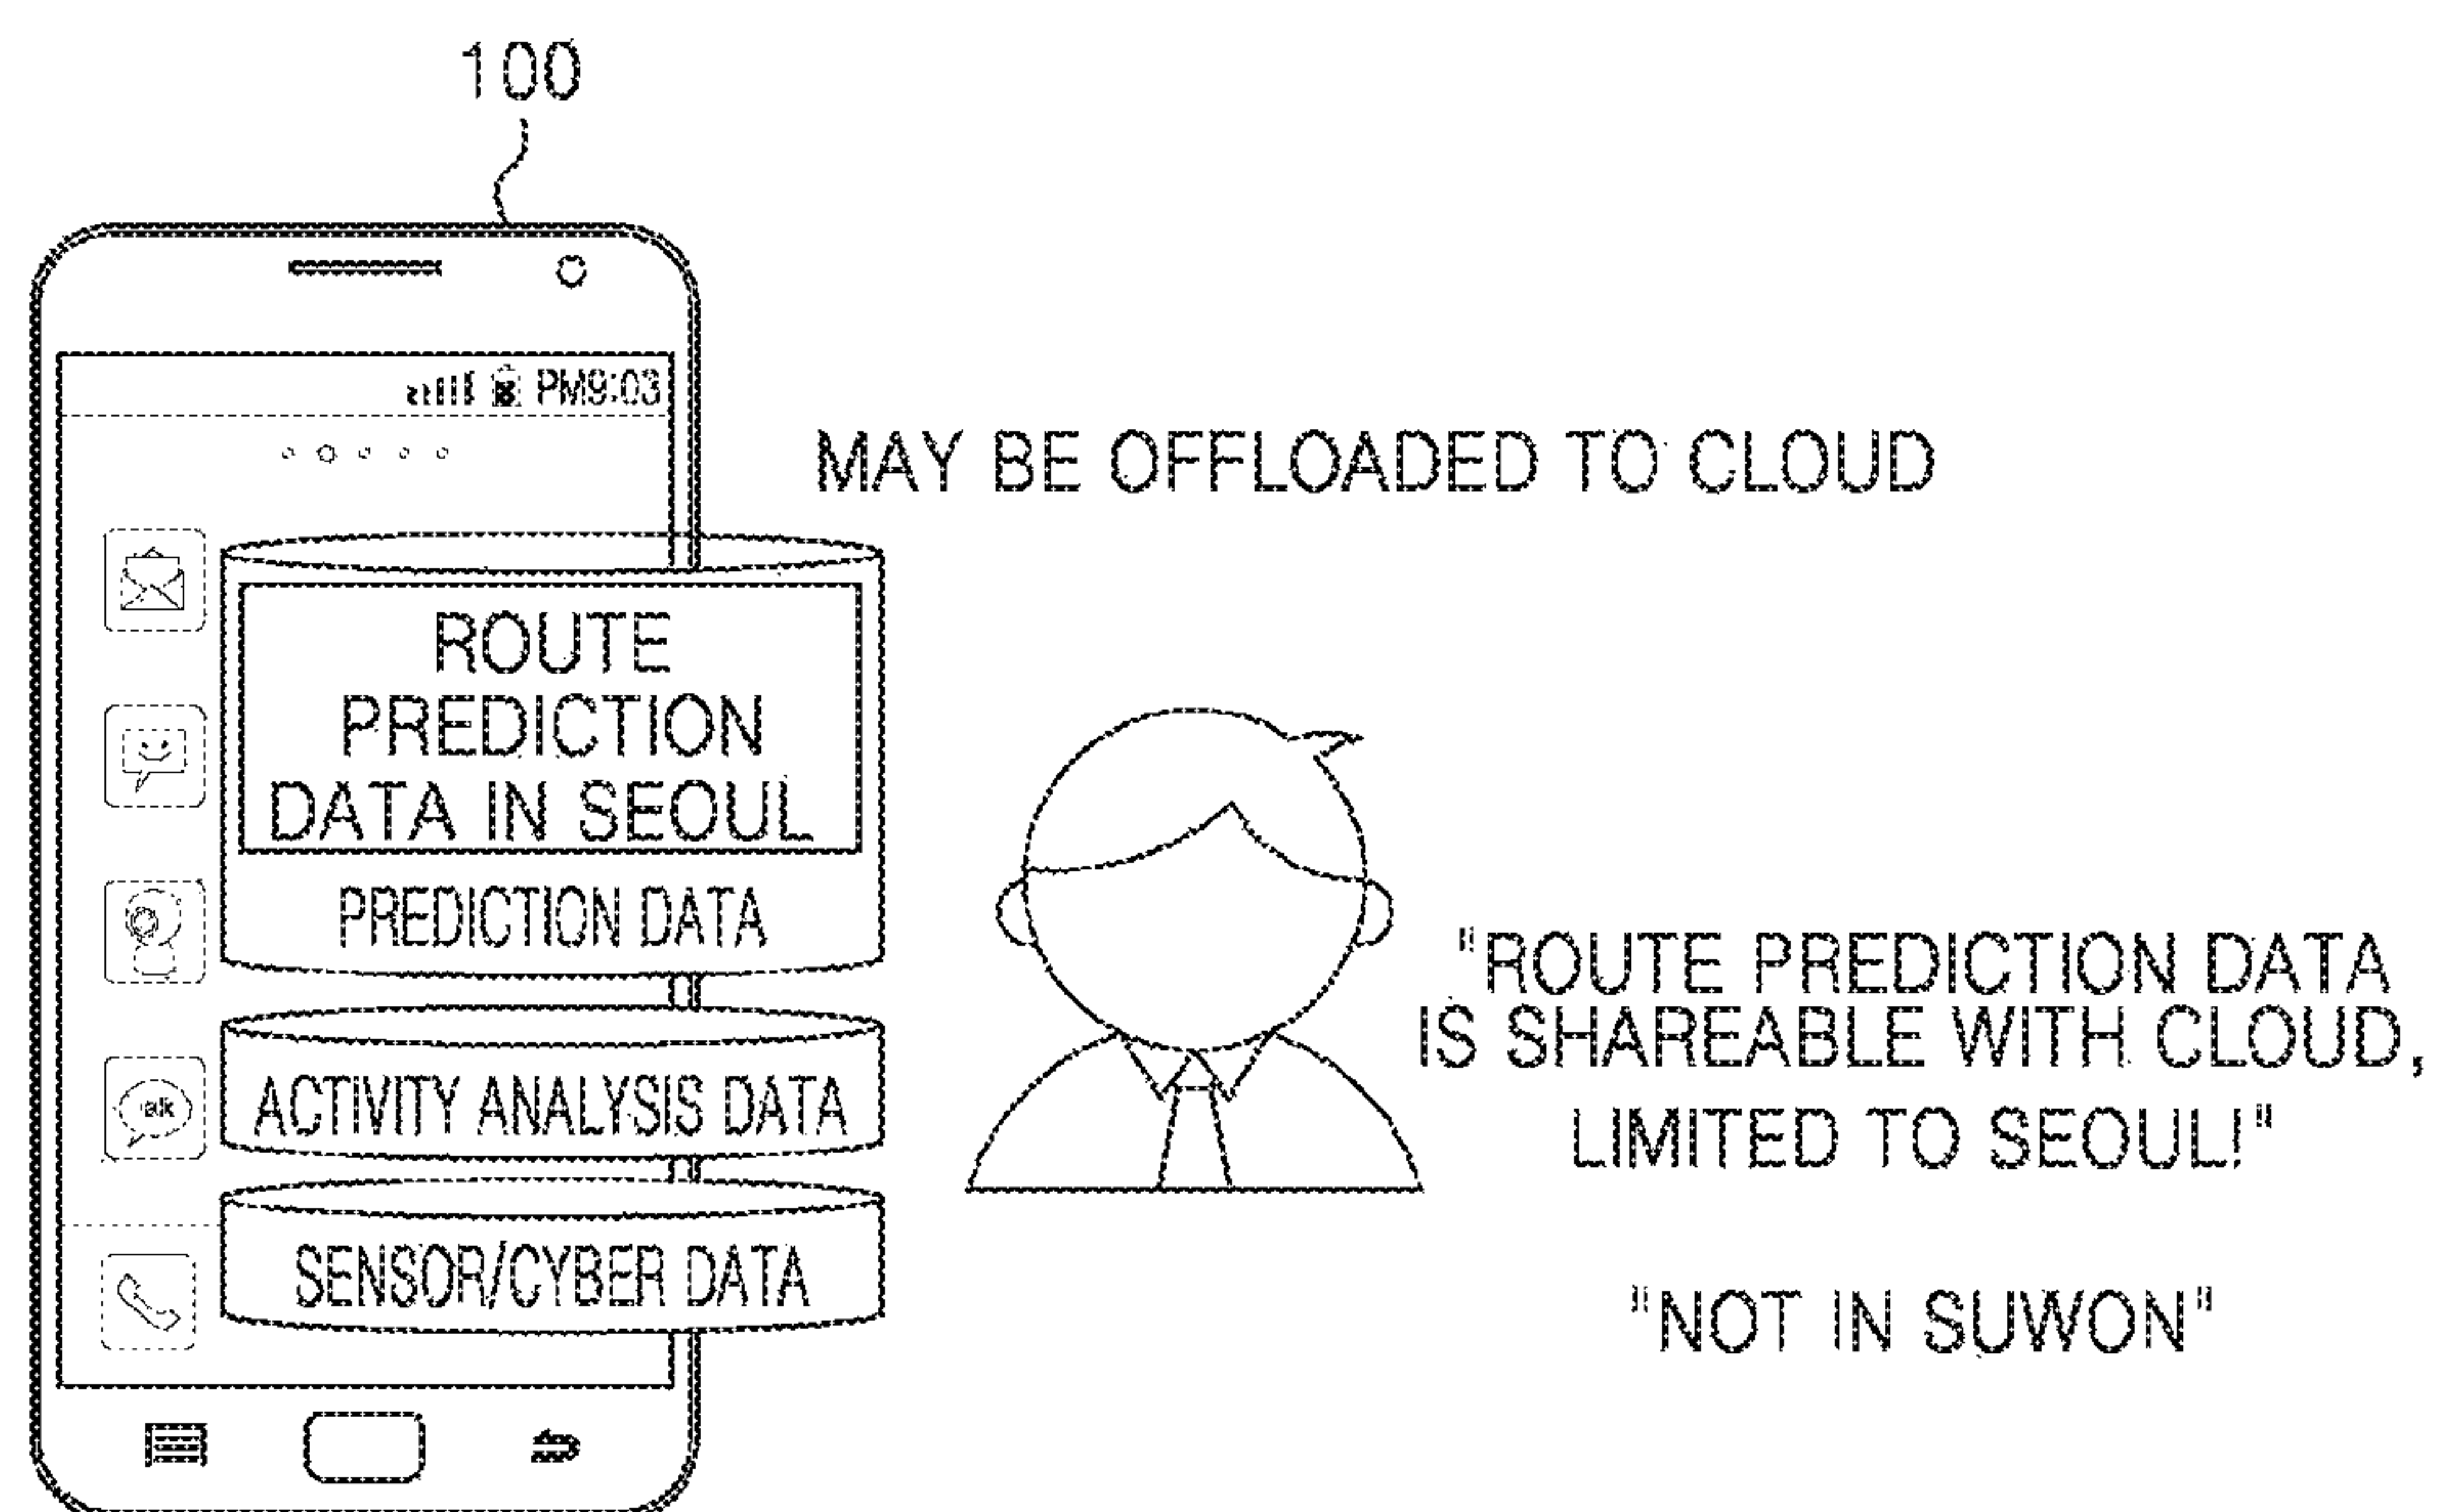 100
PM9:03
MAY BE OFFLOADED TO CLOUD
ROUTE
PREDICTION
DATA IN SEOUL
PREDICTION DATA
ACTIVITY ANALYSIS DATA
SENSOR/CYBER DATA
"ROUTE PREDICTION DATA
IS SHAREABLE WITH CLOUD,
LIMITED TO SEOUL!"
"NOT IN SUWON"